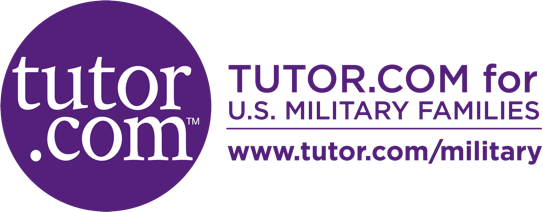 tutor
.com™
TUTOR.COM for
U.S. MILITARY FAMILIES
www.tutor.com/military